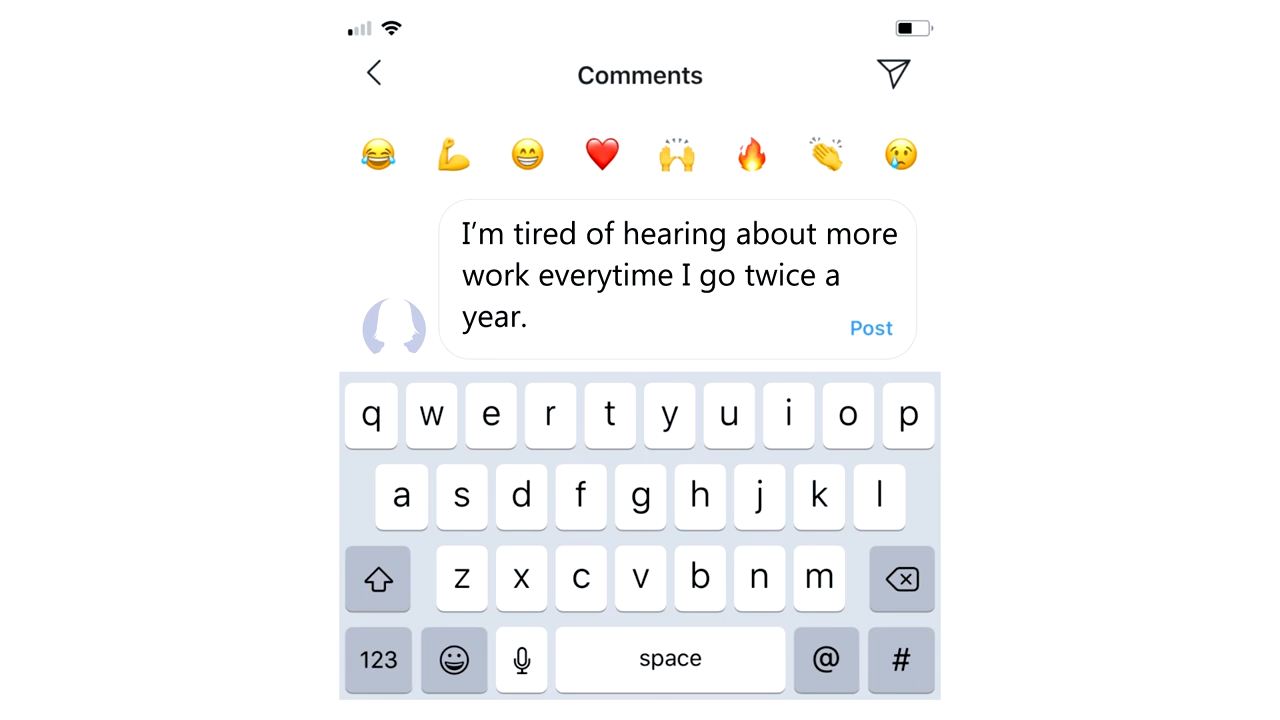 Comments
I'm tired of hearing about more
work everytime I go twice a
year.
Post
q w e r t y u i o p
a s d f g h j k l
z x c v b n m
123 space @ #